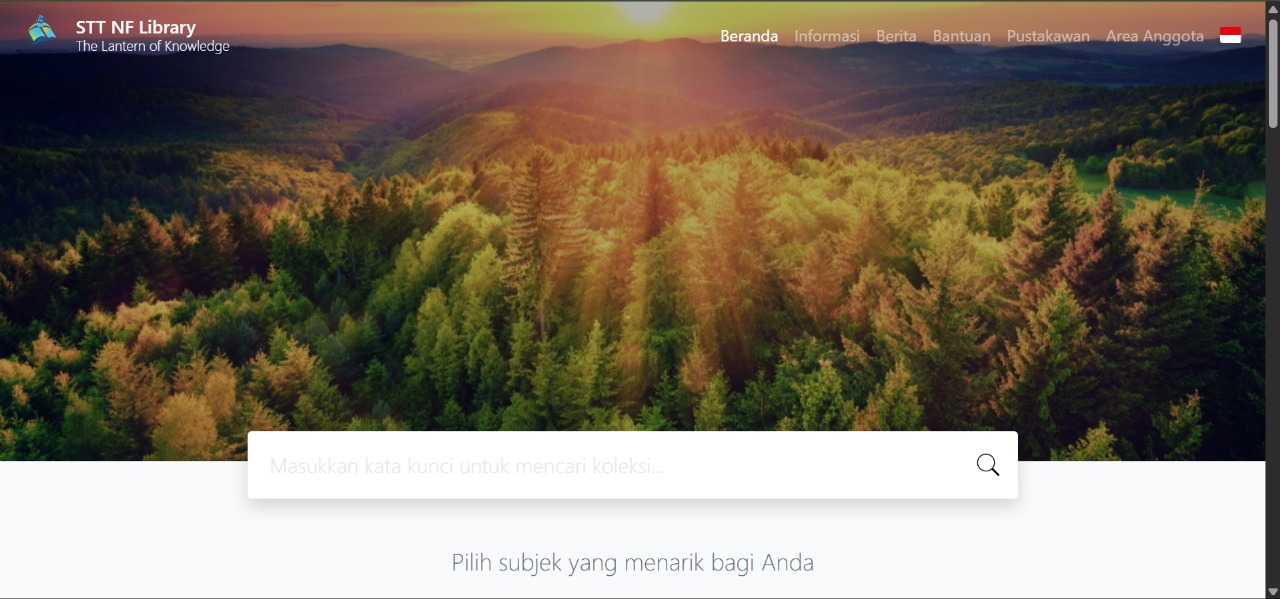 STT NF Library
The Lantern of Knowledge
Beranda Informasi Berita Bantuan Pustakawan Area Anggota
Masukkan kata kunci untuk mencari koleksi...
Pilih subjek yang menarik bagi Anda